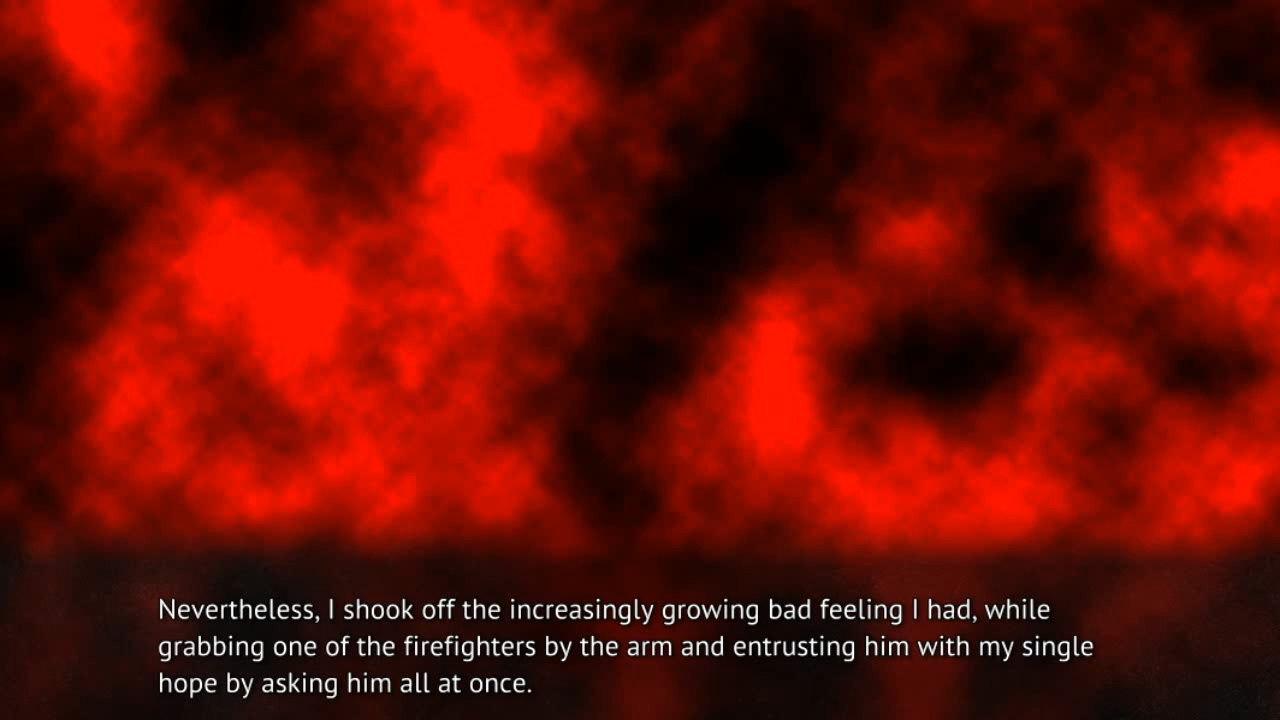 Nevertheless, I shook off the increasingly growing bad feeling I had, while
grabbing one of the firefighters by the arm and entrusting him with my single
hope by asking him all at once.